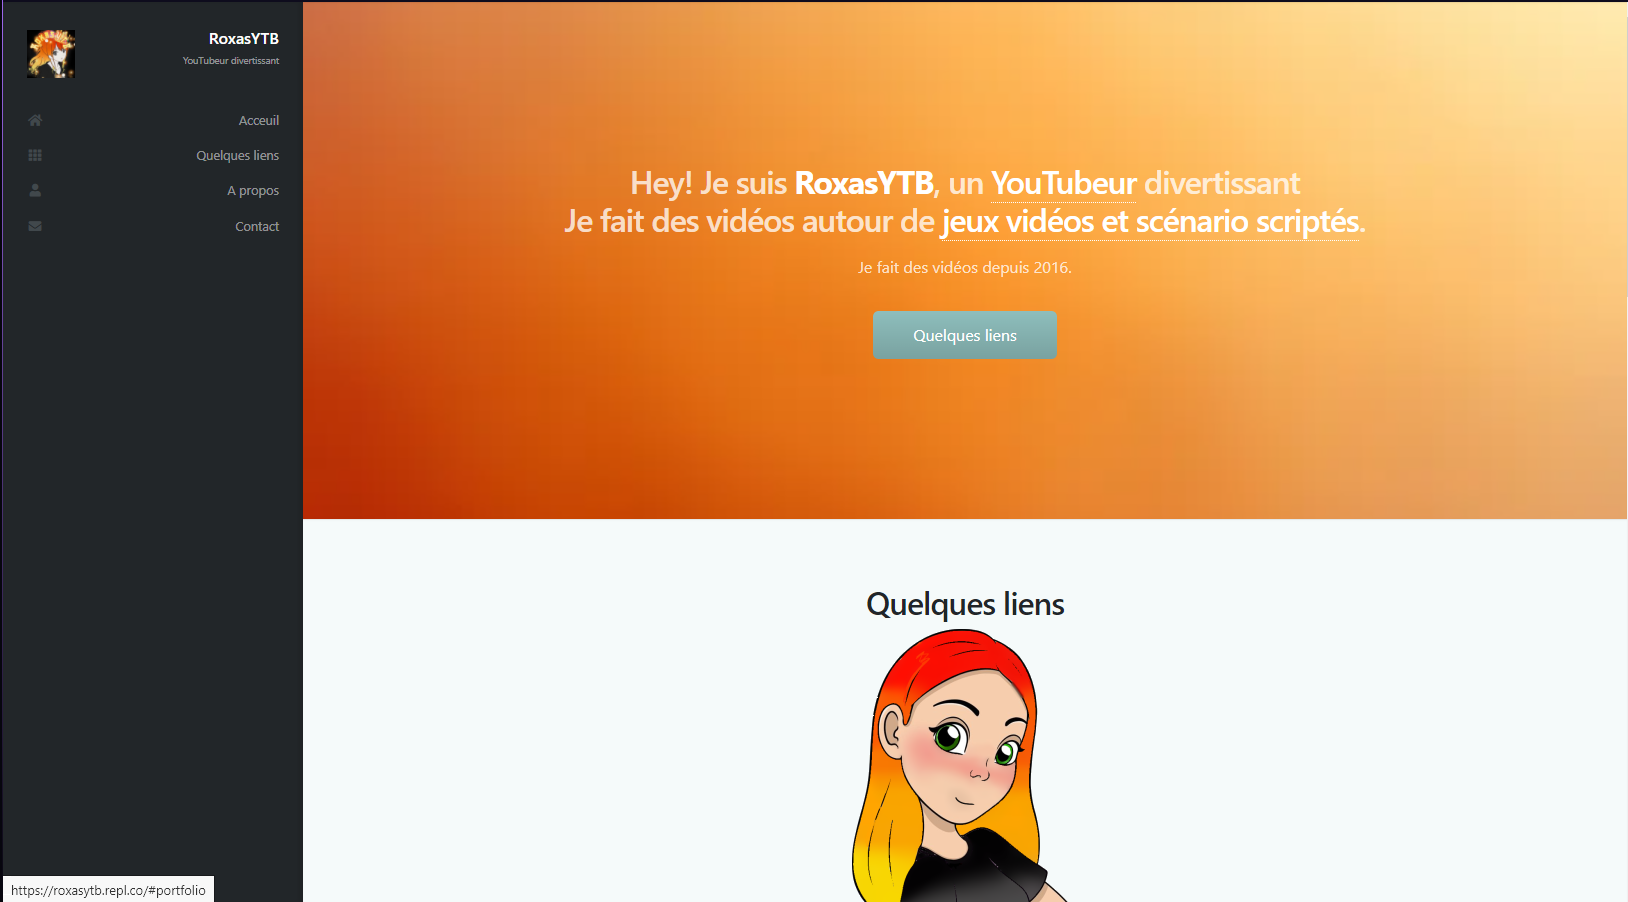 RoxasYTB
YouTubeur divertissant
Acceuil
Quelques liens
A propos
Contact
Hey! Je suis RoxasYTB, un YouTubeur divertissant
Je fait des vidéos autour de jeux vidéos et scénario scriptés.
Je fait des vidéos depuis 2016.
Quelques liens
Quelques liens
https://roxasytb.repl.co/#portfolio